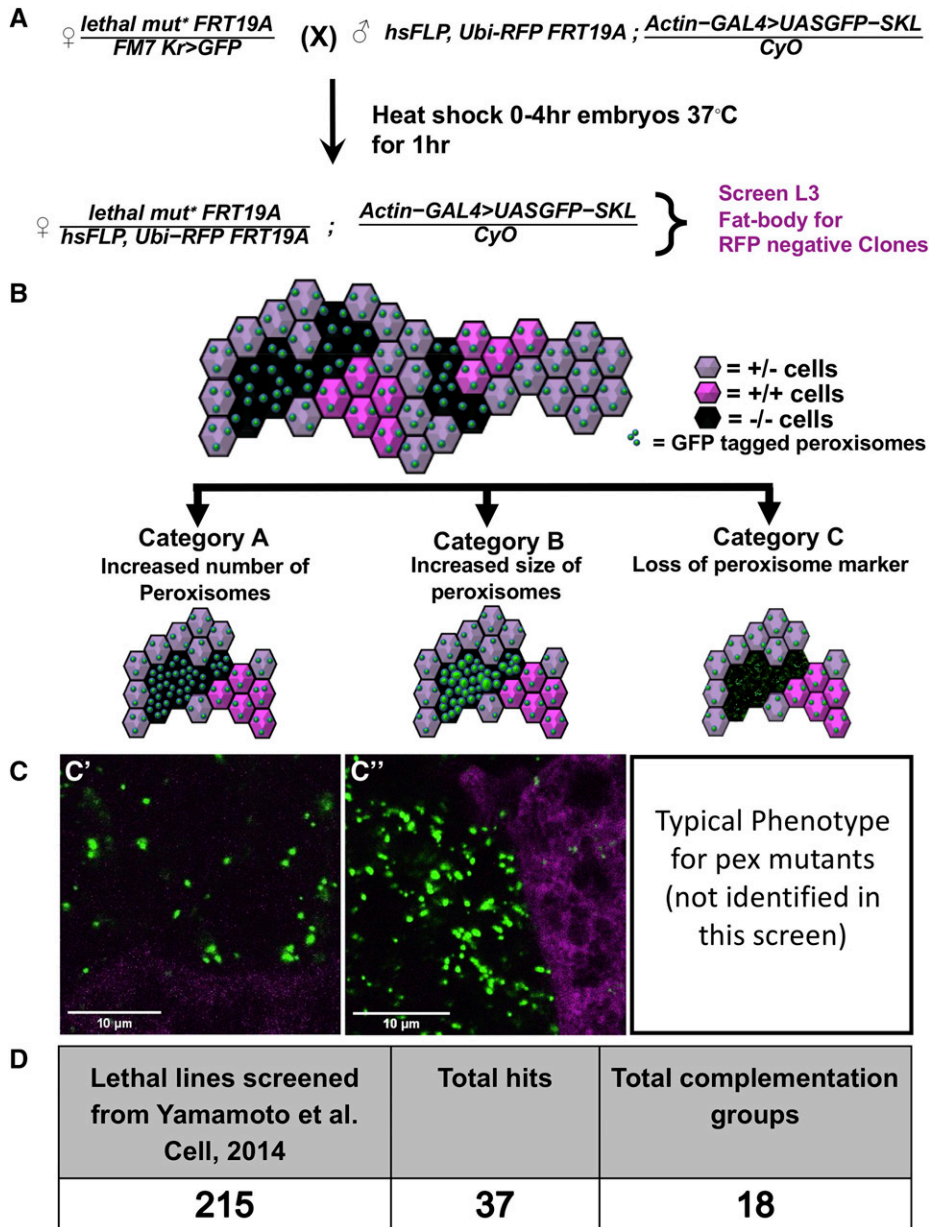 A
♀ lethal mut* FRT19A
FM7 Kr>GFP
(X)
♂ hsFLP, Ubi-RFP FRT19A ; Actin-GAL4>UASGFP-SKL
CyO
Heat shock 0-4hr embryos 37°C
for 1hr
♀ lethal mut* FRT19A
hsFLP, Ubi-RFP FRT19A
; Actin-GAL4>UASGFP-SKL
CyO
Screen L3
Fat-body for
RFP negative Clones
B
= +/- cells
= +/+ cells
= -/- cells
= GFP tagged peroxisomes
Category A
Increased number of
Peroxisomes
Category B
Increased size of
peroxisomes
Category C
Loss of peroxisome marker
C
C'
10 µm
C''
10 µm
Typical Phenotype
for pex mutants
(not identified in
this screen)
D
Lethal lines screened
from Yamamoto et al.
Cell, 2014
Total hits
Total complementation
groups
215
37
18